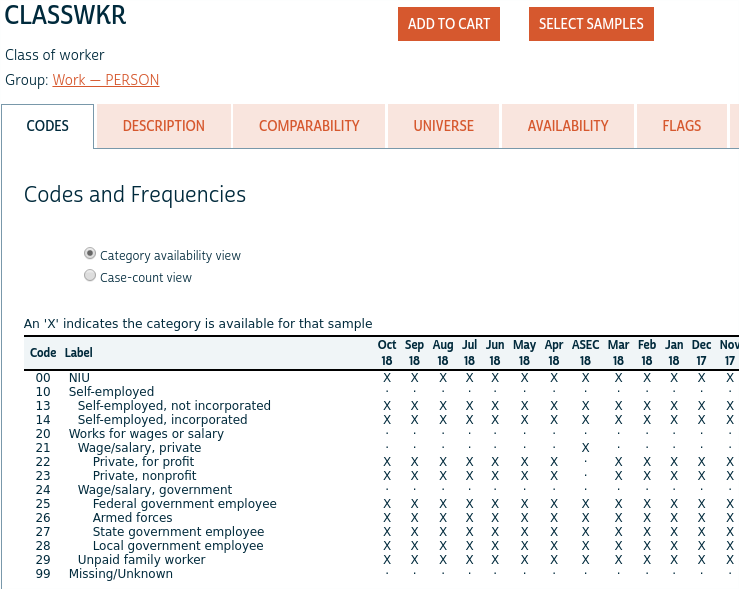 CLASSWKR
ADD TO CART SELECT SAMPLES
Class of worker
Group: Work — PERSON
CODES DESCRIPTION COMPARABILITY UNIVERSE AVAILABILITY FLAGS
Codes and Frequencies
Category availability view
Case-count view
An 'X' indicates the category is available for that sample
Code Label Oct 18 Sep 18 Aug 18 Jul 18 Jun 18 May 18 Apr 18 ASEC 18 Mar 18 Feb 18 Jan 18 Dec 17 Nov 17
00 NIU X X X X X X X X X X X X X
10 Self-employed · · · · · · · · · · · · ·
13 Self-employed, not incorporated X X X X X X X X X X X X X
14 Self-employed, incorporated X X X X X X X X X X X X X
20 Works for wages or salary · · · · · · · · · · · · ·
21 Wage/salary, private · · · · · · · X · · · · ·
22 Private, for profit X X X X X X X · X X X X X
23 Private, nonprofit X X X X X X X · X X X X X
24 Wage/salary, government · · · · · · · · · · · · ·
25 Federal government employee X X X X X X X X X X X X X
26 Armed forces X X X X X X X X X X X X X
27 State government employee X X X X X X X X X X X X X
28 Local government employee X X X X X X X X X X X X X
29 Unpaid family worker X X X X X X X X X X X X X
99 Missing/Unknown · · · · · · · · · · · · ·